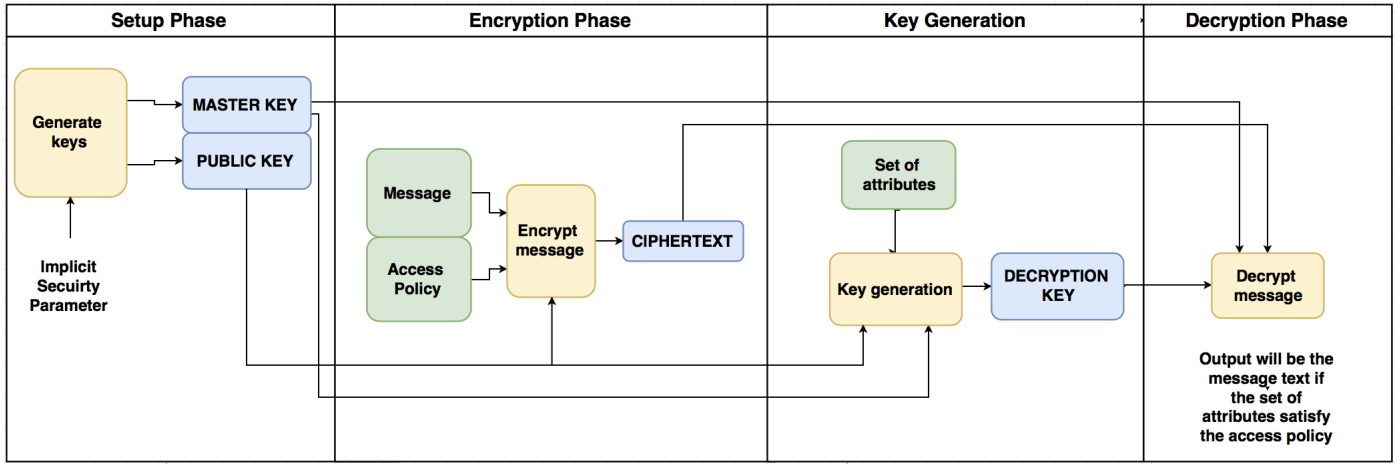 Setup Phase
Encryption Phase
Key Generation
Decryption Phase
Generate
keys
MASTER KEY
PUBLIC KEY
Implicit
Secuirty
Parameter
Message
Access
Policy
Encrypt
message
CIPHERTEXT
Set of
attributes
Key generation
DECRYPTION
KEY
Decrypt
message
Output will be the
message text if
the set of
attributes satisfy
the access policy